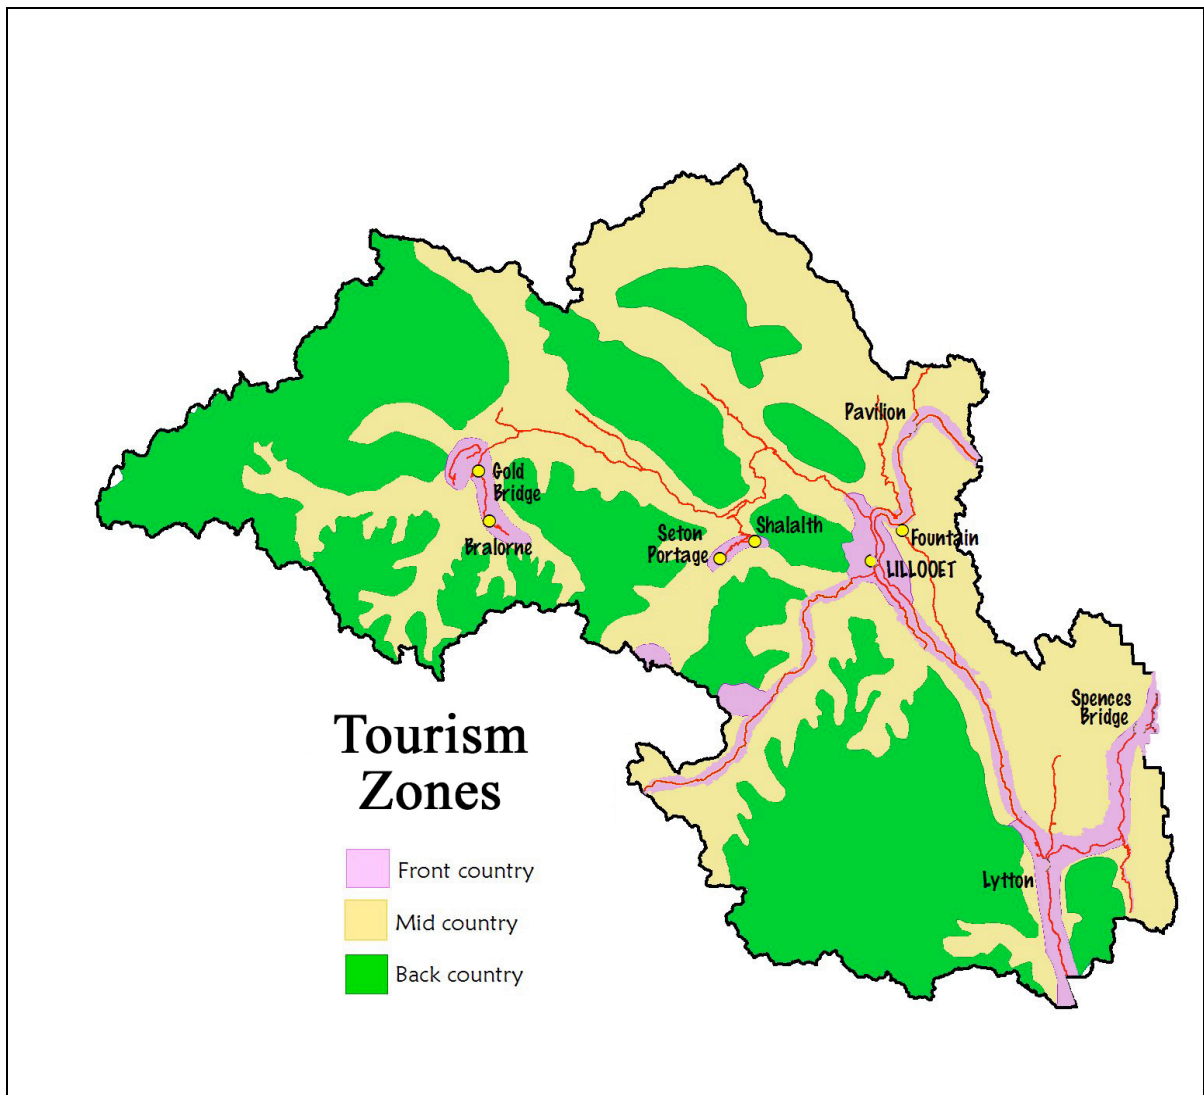 Pavilion
Gold
Bridge
Bralorne
Seton
Portage
Shalalth
Fountain
LILLOOET
Spences
Bridge
Lytton
Tourism
Zones
Front country
Mid country
Back country